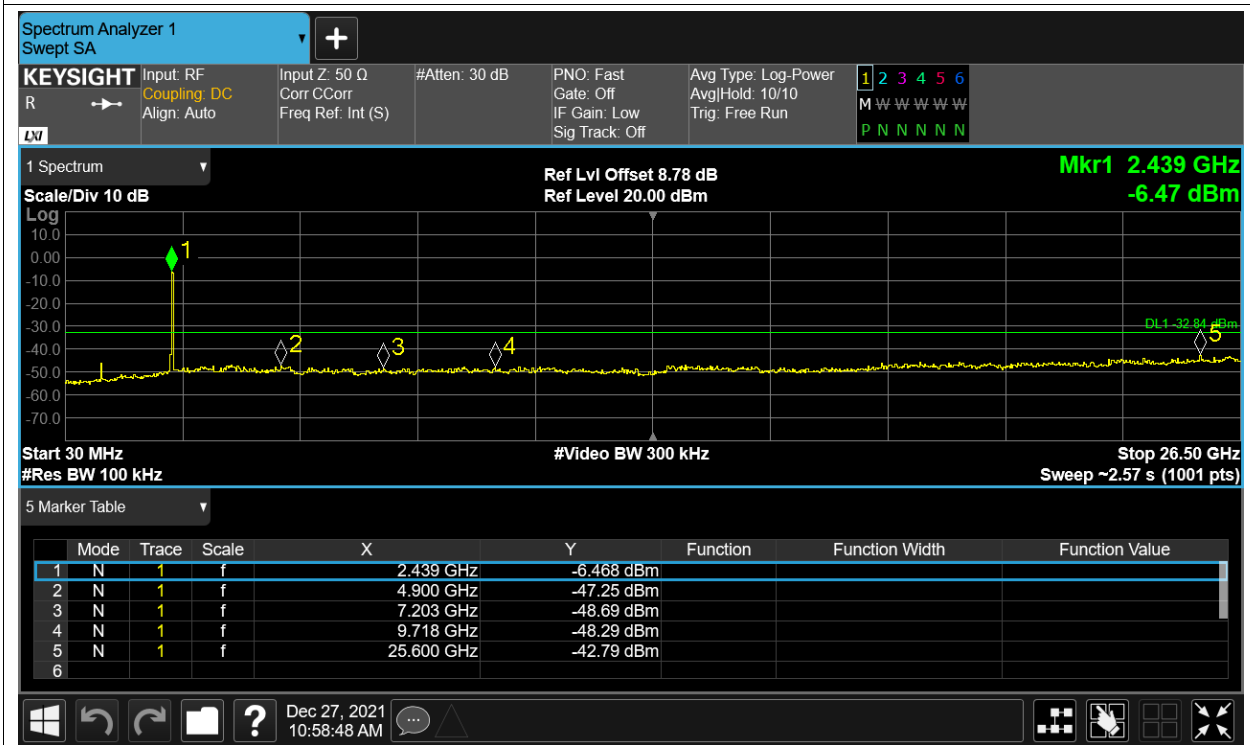 Spectrum Analyzer 1
Swept SA
KEYSIGHT Input: RF Input Z: 50 Ω #Atten: 30 dB PNO: Fast Avg Type: Log-Power 1 2 3 4 5 6
R Coupling: DC Corr CCorr Gate: Off Avg|Hold: 10/10 M W W W W W
Align: Auto Freq Ref: Int (S) IF Gain: Low Trig: Free Run
LXI Sig Track: Off P N N N N N
1 Spectrum Ref Lvl Offset 8.78 dB Mkr1 2.439 GHz
Scale/Div 10 dB Ref Level 20.00 dBm -6.47 dBm
Log
10.0
1
0.00
-10.0
-20.0
-30.0 DL1 -32.84 dBm
-40.0 2 3 4 5
-50.0
-60.0
-70.0
Start 30 MHz #Video BW 300 kHz Stop 26.50 GHz
#Res BW 100 kHz Sweep ~2.57 s (1001 pts)
5 Marker Table
Mode Trace Scale X Y Function Function Width Function Value
1 N 1 f 2.439 GHz -6.468 dBm
2 N 1 f 4.900 GHz -47.25 dBm
3 N 1 f 7.203 GHz -48.69 dBm
4 N 1 f 9.718 GHz -48.29 dBm
5 N 1 f 25.600 GHz -42.79 dBm
6
? Dec 27, 2021
10:58:48 AM